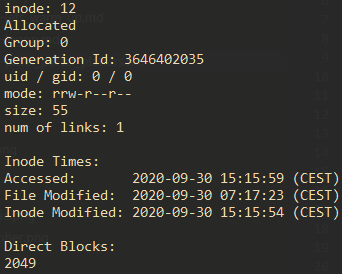 inode: 12
Allocated
Group: 0
Generation Id: 3646402035
uid / gid: 0 / 0
mode: rrw-r--r--
size: 55
num of links: 1
Inode Times:
Accessed: 2020-09-30 15:15:59 (CEST)
File Modified: 2020-09-30 07:17:23 (CEST)
Inode Modified: 2020-09-30 15:15:54 (CEST)
Direct Blocks:
2049